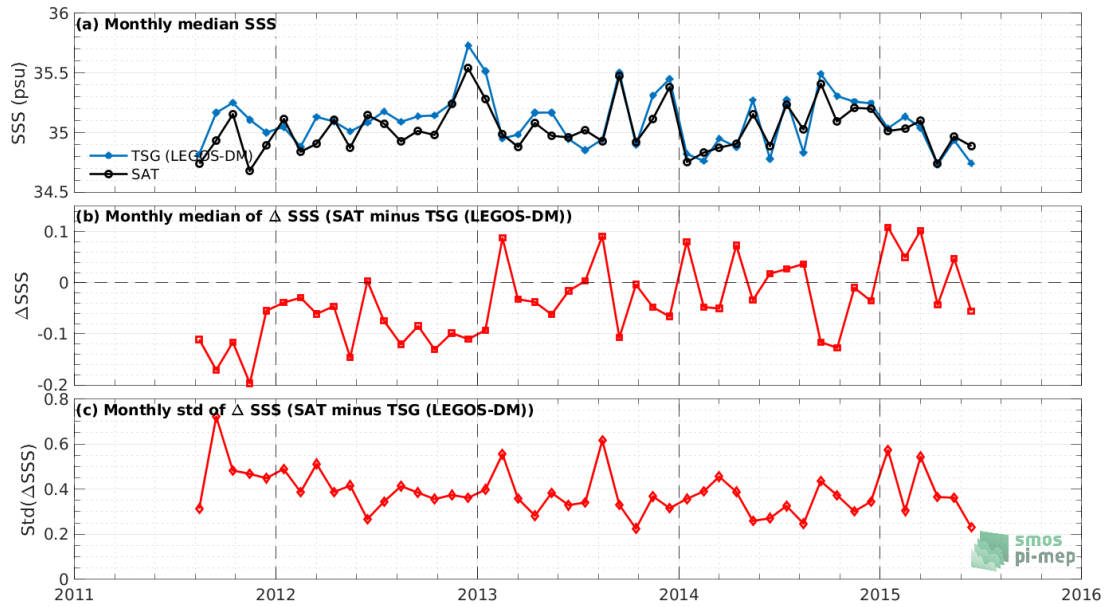 (a) Monthly median SSS
36
35.5
35
34.5
SSS (psu)
TSG (LEGOS-DM)
SAT
(b) Monthly median of Δ SSS (SAT minus TSG (LEGOS-DM))
0.1
0
-0.1
-0.2
ΔSSS
(c) Monthly std of Δ SSS (SAT minus TSG (LEGOS-DM))
0.8
0.6
0.4
0.2
0
Std(ΔSSS)
smos
pi-mep
2011 2012 2013 2014 2015 2016